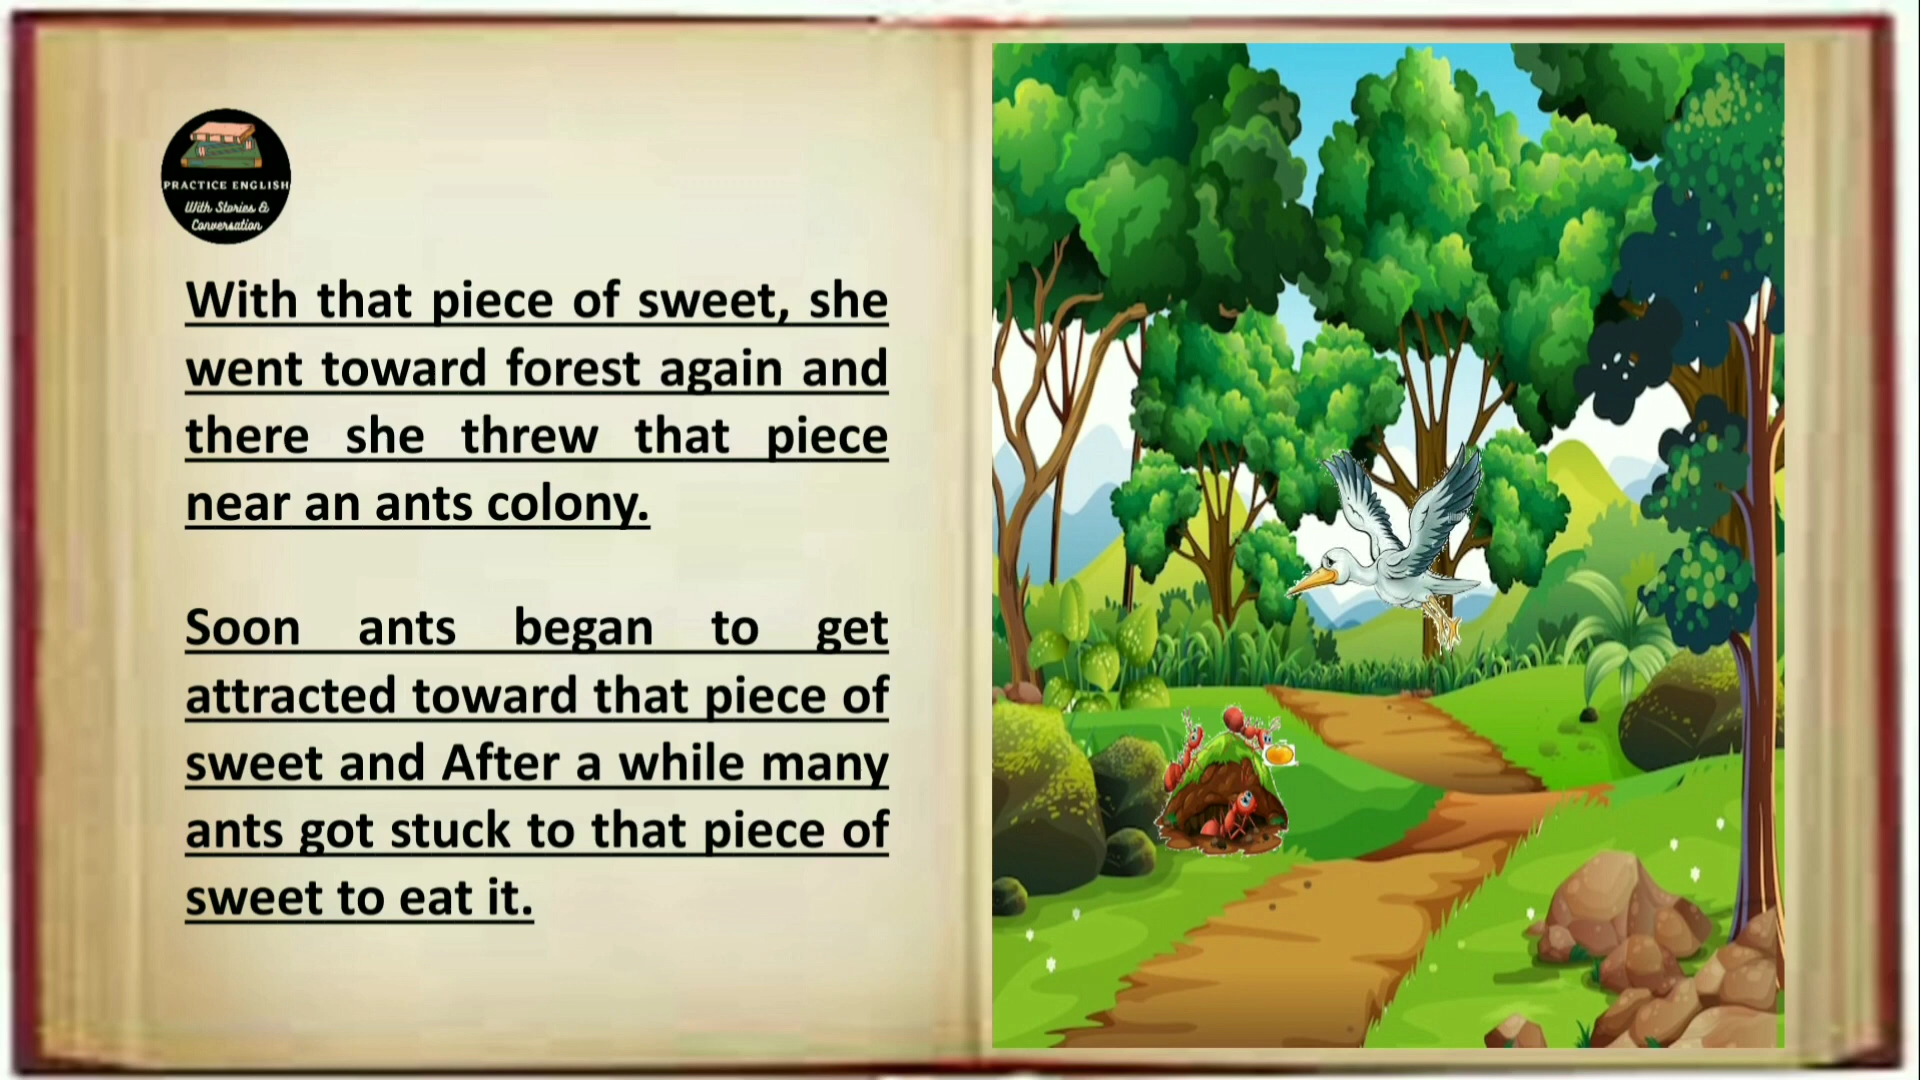 PRACTICE ENGLISH
With Stories &
Conversation
With that piece of sweet, she
went toward forest again and
there she threw that piece
near an ants colony.
Soon ants began to get
attracted toward that piece of
sweet and After a while many
ants got stuck to that piece of
sweet to eat it.